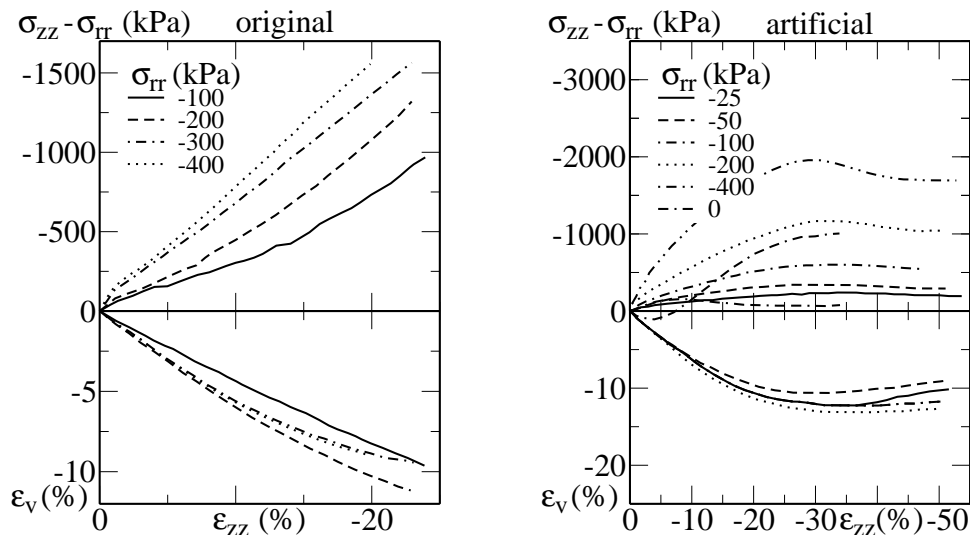 σzz-σrr (kPa) original
-1500
σrr (kPa)
-100
-200
-300
-400
-1000
-500
0
-5
-10
εv (%)
0 εzz (%) -20
σzz-σrr (kPa) artificial
-3000
σrr (kPa)
-25
-50
-100
-200
-400
0
-2000
-1000
0
-10
-20
εv (%)
0 -10 -20 -30 εzz (%) -50